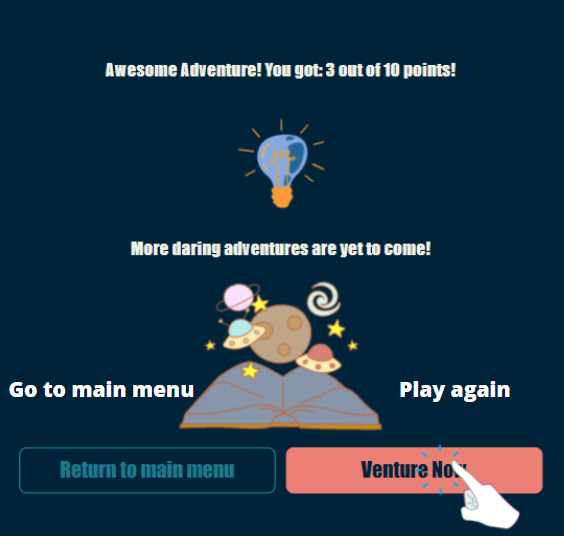 Awesome Adventure! You got: 3 out of 10 points!
More daring adventures are yet to come!
Go to main menu
Play again
Return to main menu
Venture Now